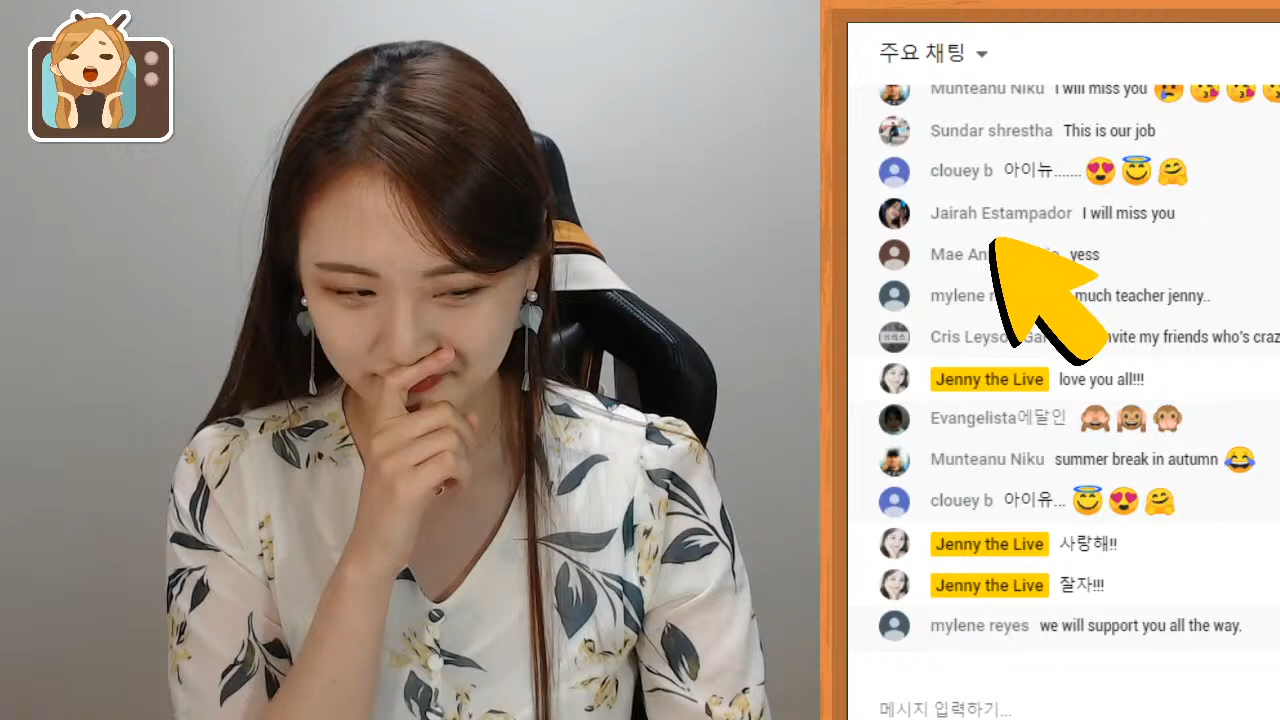 주요 채팅
Munteanu Niku I will miss you
Sundar shrestha This is our job
clouey b 아이뉴.......
Jairah Estampador I will miss you
Mae An yess
mylene much teacher jenny..
Cris Leyson my friends who's craz
Jenny the Live love you all!!!
Evangelista에달인
Munteanu Niku summer break in autumn
clouey b 아이유...
Jenny the Live 사랑해!!
Jenny the Live 잘자!!!
mylene reyes we will support you all the way.
메시지 입력하기...